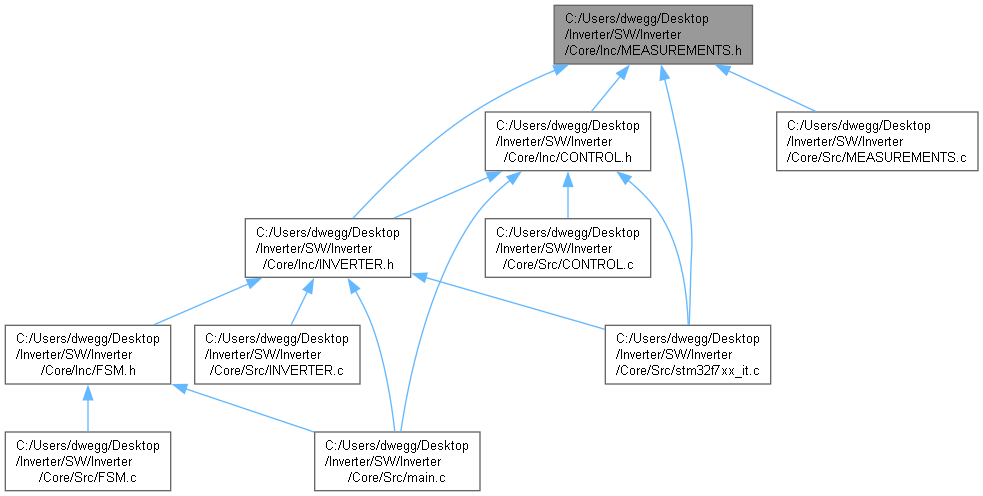 C:/Users/dwegg/Desktop
/Inverter/SW/Inverter
/Core/Inc/MEASUREMENTS.h
C:/Users/dwegg/Desktop
/Inverter/SW/Inverter
/Core/Inc/CONTROL.h
C:/Users/dwegg/Desktop
/Inverter/SW/Inverter
/Core/Src/MEASUREMENTS.c
C:/Users/dwegg/Desktop
/Inverter/SW/Inverter
/Core/Inc/INVERTER.h
C:/Users/dwegg/Desktop
/Inverter/SW/Inverter
/Core/Src/CONTROL.c
C:/Users/dwegg/Desktop
/Inverter/SW/Inverter
/Core/Inc/FSM.h
C:/Users/dwegg/Desktop
/Inverter/SW/Inverter
/Core/Src/INVERTER.c
C:/Users/dwegg/Desktop
/Inverter/SW/Inverter
/Core/Src/stm32f7xx_it.c
C:/Users/dwegg/Desktop
/Inverter/SW/Inverter
/Core/Src/FSM.c
C:/Users/dwegg/Desktop
/Inverter/SW/Inverter
/Core/Src/main.c